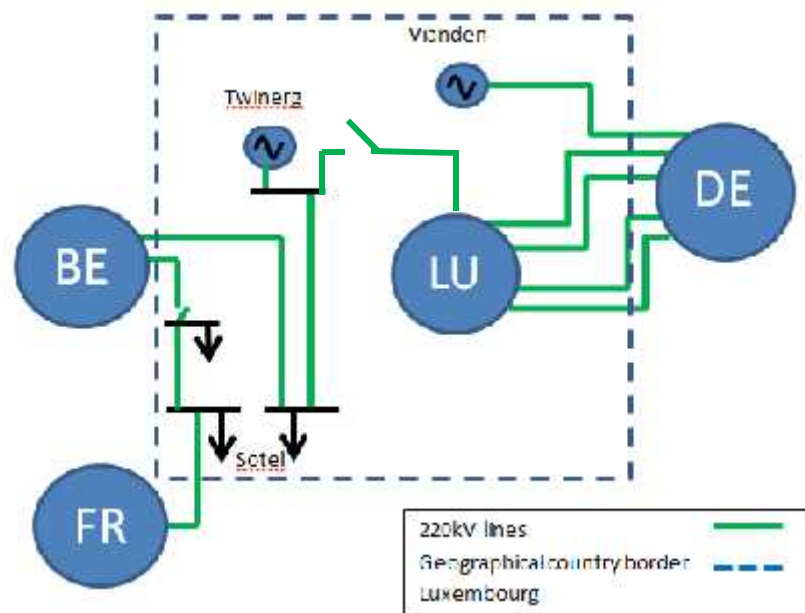 Vianden
Twinerg
BE
LU
DE
Sotel
FR
220kV lines
Geographical country border
Luxembourg